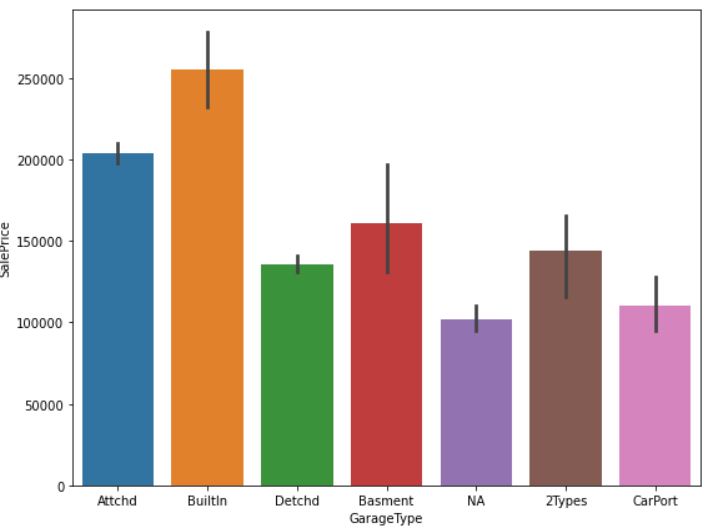 250000
200000
150000
100000
50000
0
SalePrice
Attchd BuiltIn Detchd Basment NA 2Types CarPort
GarageType